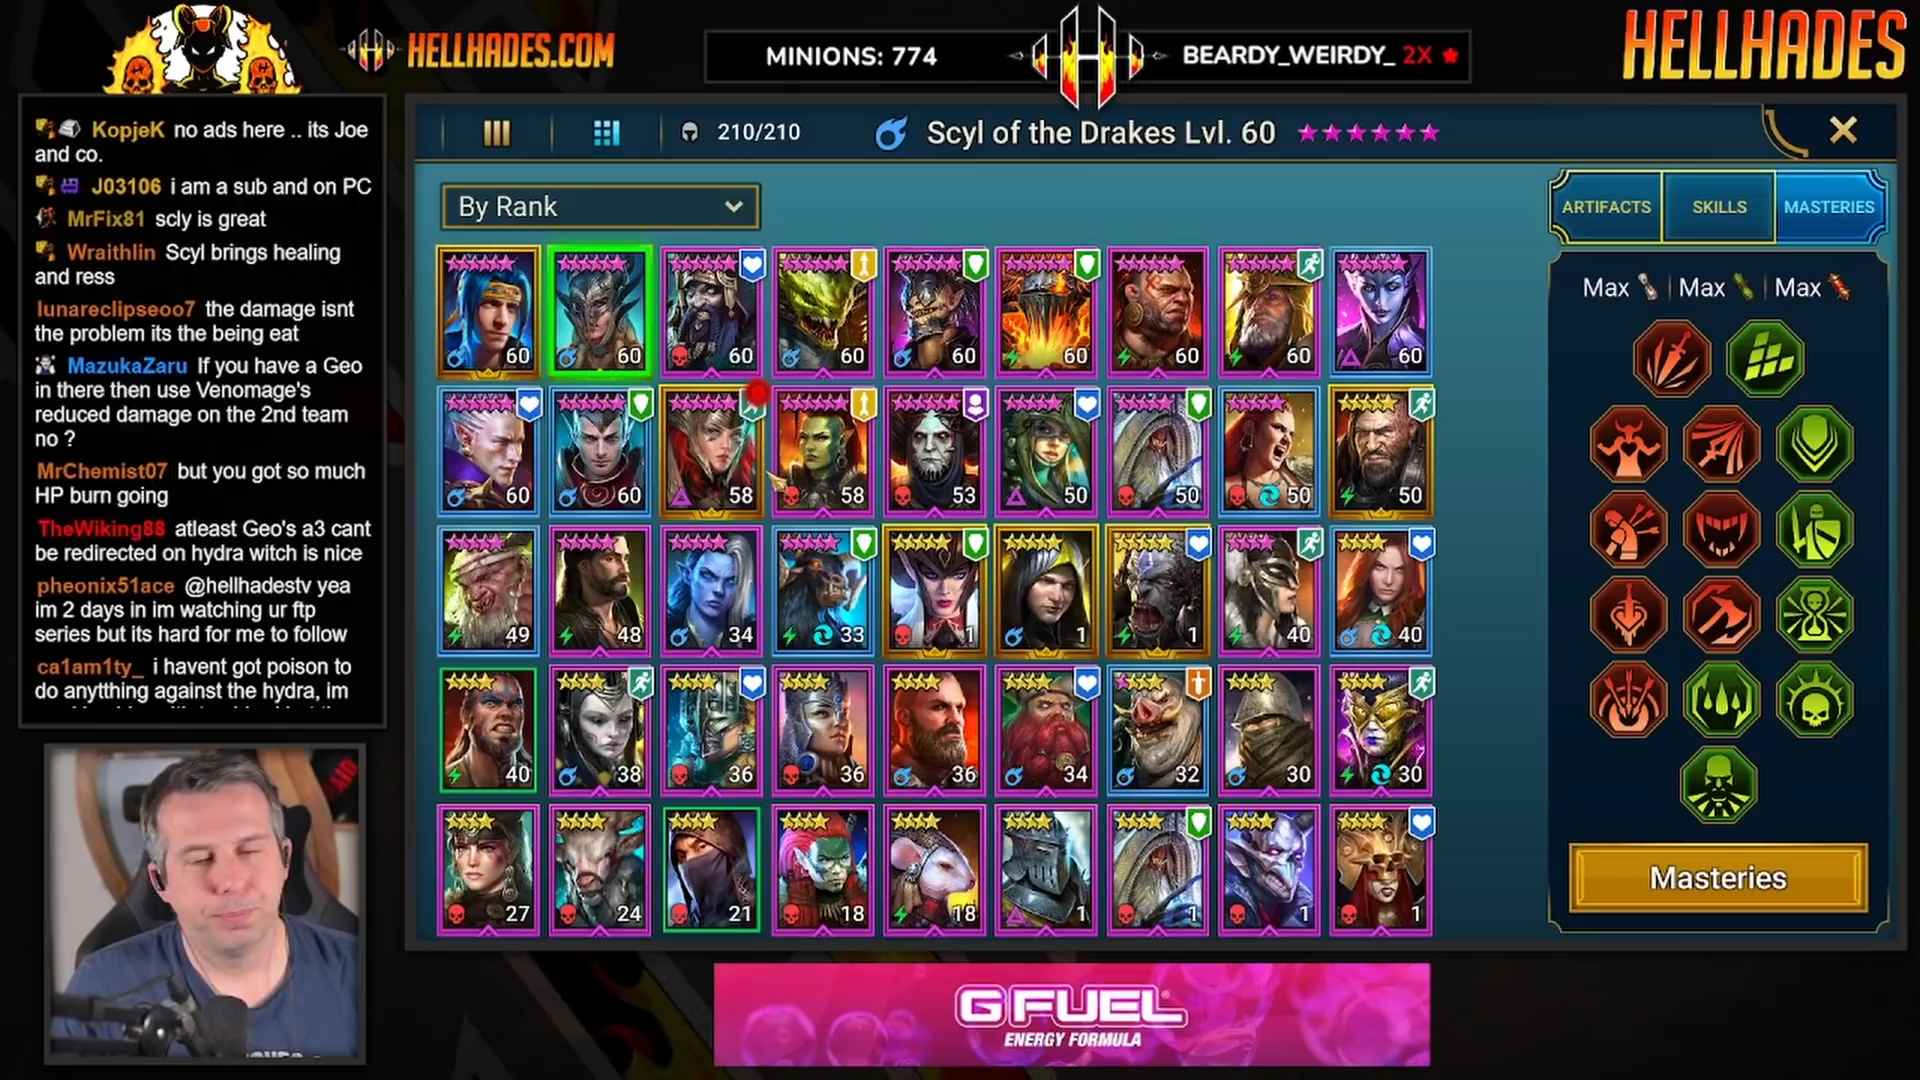 HELLHADES.COM
MINIONS: 774
BEARDY_WEIRDY_ 2X
HELLHADES
KopjeK no ads here .. its Joe
and co.
J03106 i am a sub and on PC
MrFix81 scly is great
Wraithlin Scyl brings healing
and ress
lunareclipseoo7 the damage isnt
the problem its the being eat
MazukaZaru If you have a Geo
in there then use Venomage's
reduced damage on the 2nd team
no ?
MrChemist07 but you got so much
HP burn going
TheWiking88 atleast Geo's a3 cant
be redirected on hydra witch is nice
pheonix51ace @hellhadestv yea
im 2 days in im watching ur ftp
series but its hard for me to follow
ca1am1ty_ i havent got poison to
do anytthing against the hydra, im
210/210
Scyl of the Drakes Lvl. 60
By Rank
60 60 60 60 60 60 60 60 60
60 60 58 58 53 50 50 50 50
49 48 34 33 1 1 1 40 40
40 38 36 36 36 34 32 30 30
27 24 21 18 18 1 1 1 1
ARTIFACTS
SKILLS
MASTERIES
Max Max Max
Masteries
G FUEL
ENERGY FORMULA